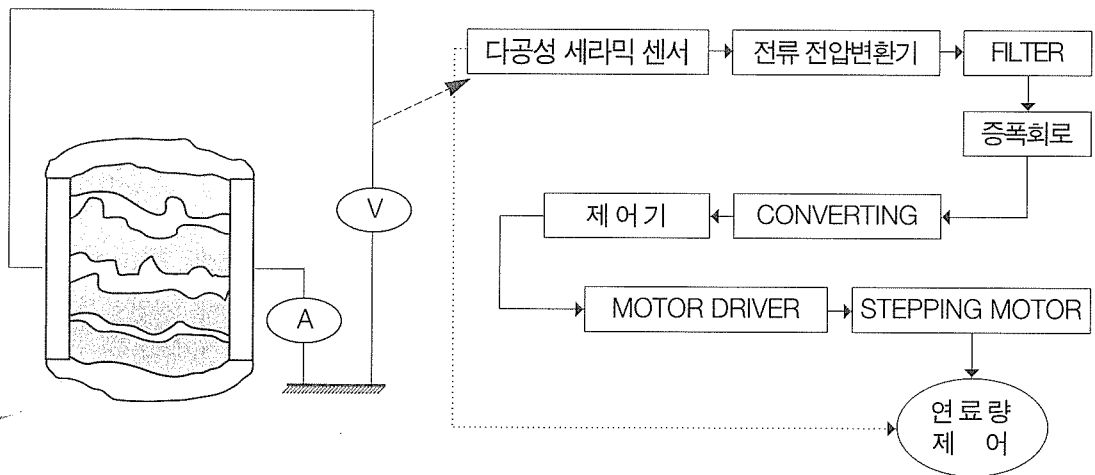 다공성 세라믹 센서
전류 전압변환기
FILTER
증폭회로
V
제 어 기
CONVERTING
A
MOTOR DRIVER
STEPPING MOTOR
연 료 량
제 어